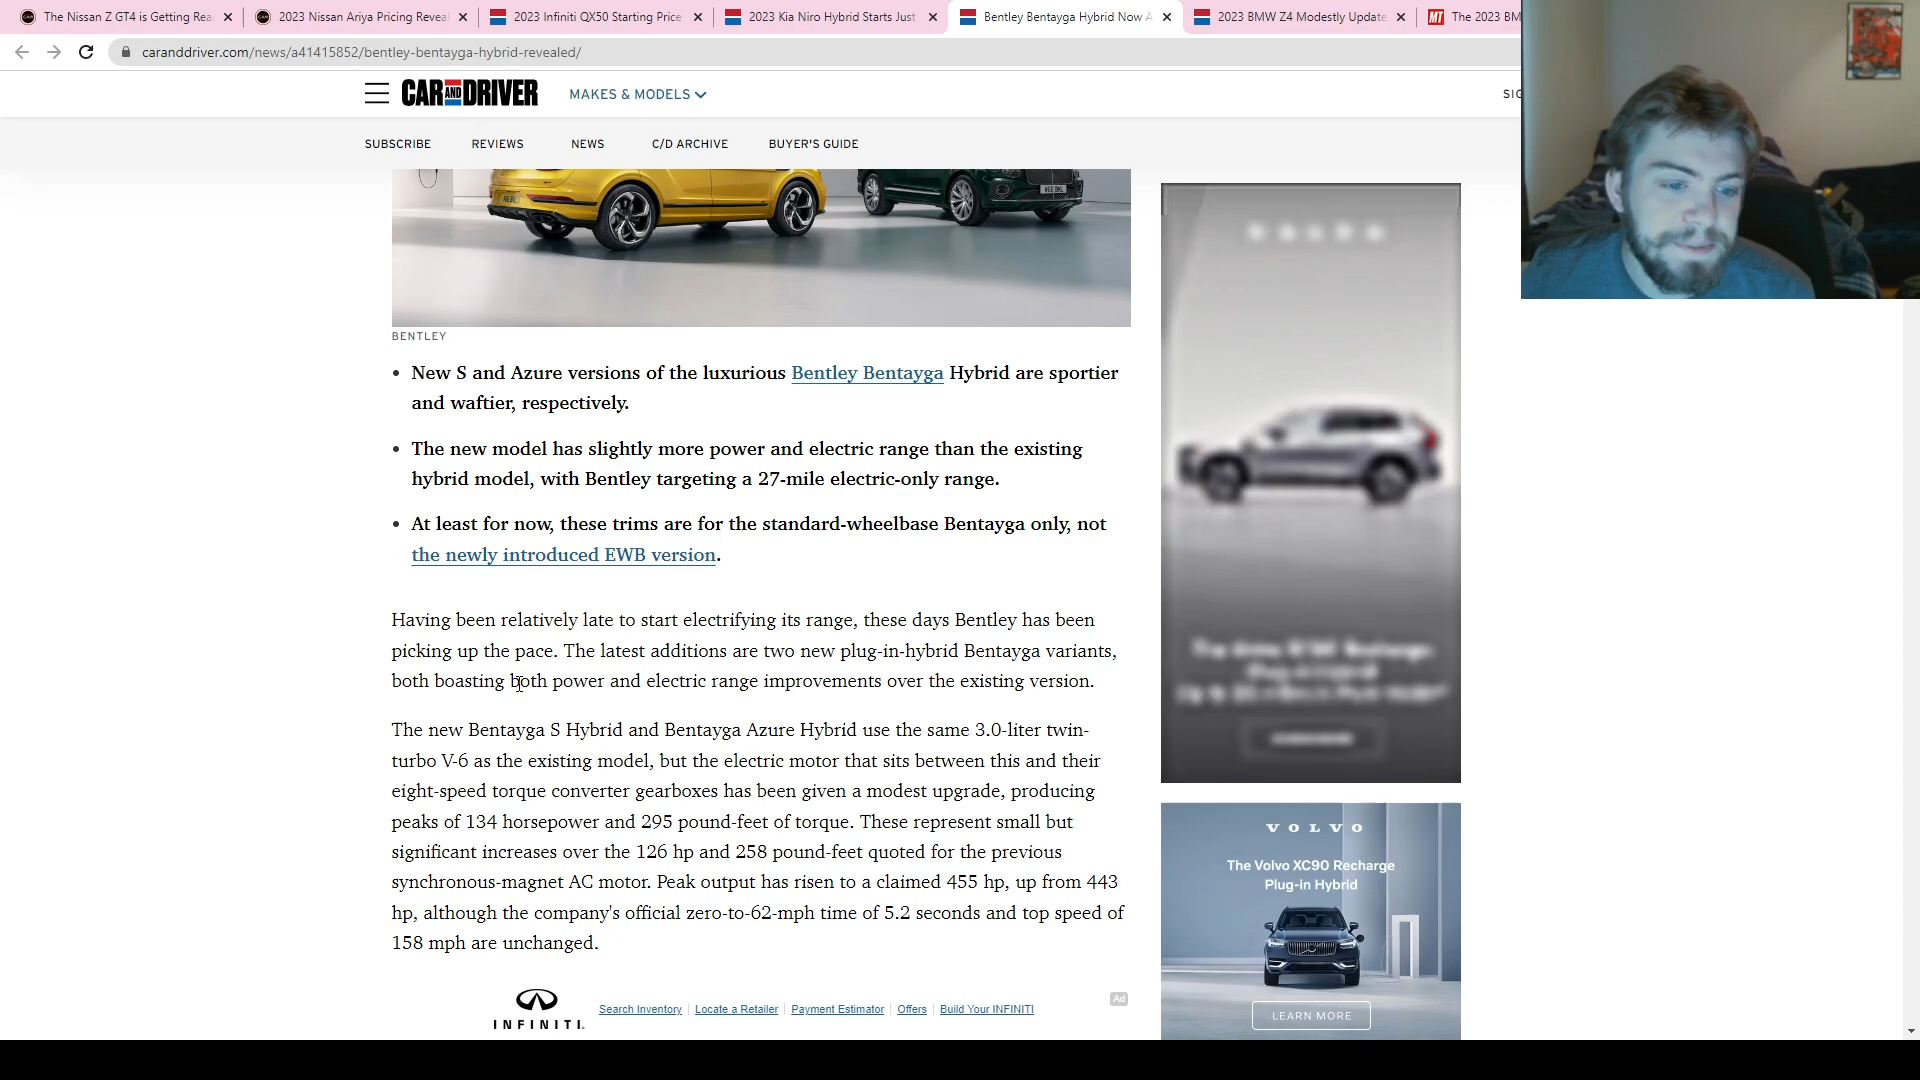 The Nissan Z GT4 is Getting Rea
2023 Nissan Ariya Pricing Reveal
2023 Infiniti QX50 Starting Price
2023 Kia Niro Hybrid Starts Just
Bentley Bentayga Hybrid Now A
2023 BMW Z4 Modestly Update
MT The 2023 BM
caranddriver.com/news/a41415852/bentley-bentayga-hybrid-revealed/
CAR AND DRIVER
MAKES & MODELS
SIG
SUBSCRIBE
REVIEWS
NEWS
C/D ARCHIVE
BUYER'S GUIDE
BENTLEY
• New S and Azure versions of the luxurious Bentley Bentayga Hybrid are sportier
and waftier, respectively.
• The new model has slightly more power and electric range than the existing
hybrid model, with Bentley targeting a 27-mile electric-only range.
• At least for now, these trims are for the standard-wheelbase Bentayga only, not
the newly introduced EWB version.
Having been relatively late to start electrifying its range, these days Bentley has been
picking up the pace. The latest additions are two new plug-in-hybrid Bentayga variants,
both boasting both power and electric range improvements over the existing version.
The new Bentayga S Hybrid and Bentayga Azure Hybrid use the same 3.0-liter twin-
turbo V-6 as the existing model, but the electric motor that sits between this and their
eight-speed torque converter gearboxes has been given a modest upgrade, producing
peaks of 134 horsepower and 295 pound-feet of torque. These represent small but
significant increases over the 126 hp and 258 pound-feet quoted for the previous
synchronous-magnet AC motor. Peak output has risen to a claimed 455 hp, up from 443
hp, although the company's official zero-to-62-mph time of 5.2 seconds and top speed of
158 mph are unchanged.
INFINITI
Search Inventory
Locate a Retailer
Payment Estimator
Offers
Build Your INFINITI
Ad
VOLVO
The Volvo XC90 Recharge
Plug-in Hybrid
LEARN MORE